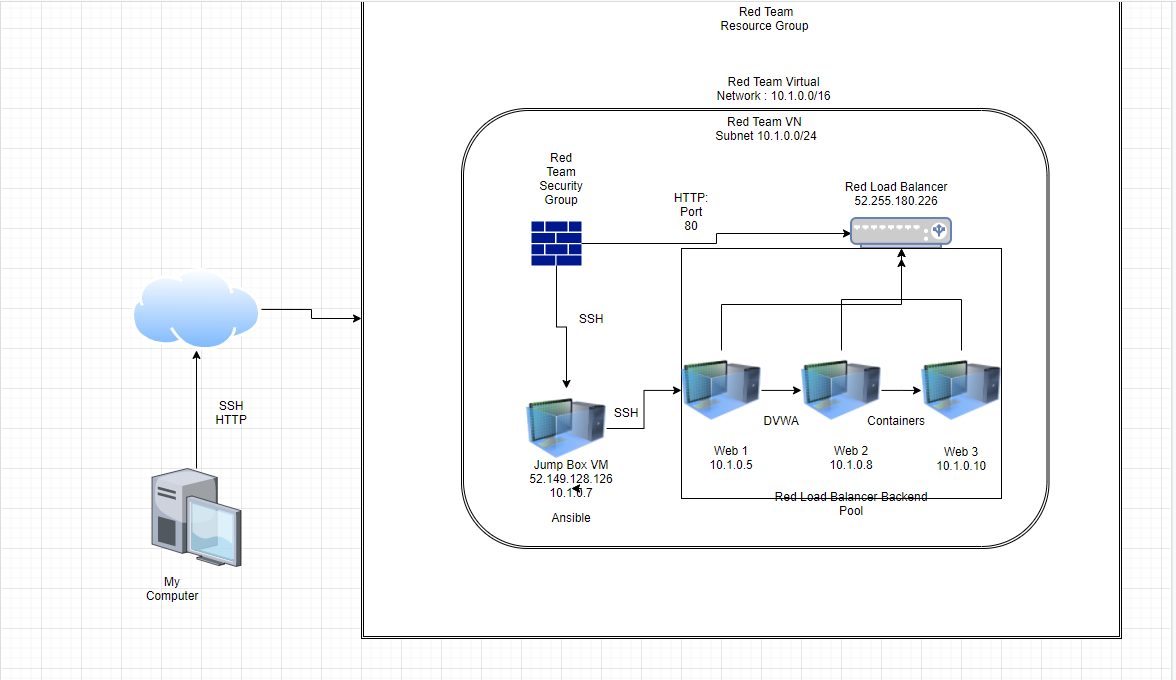 Red Team
Resource Group
Red Team Virtual
Network : 10.1.0.0/16
Red Team VN
Subnet 10.1.0.0/24
Red
Team
Security
Group
HTTP:
Port
80
Red Load Balancer
52.255.180.226
SSH
SSH
HTTP
SSH
DVWA
Containers
Jump Box VM
52.149.128.126
10.1.0.7
Ansible
Web 1
10.1.0.5
Web 2
10.1.0.8
Web 3
10.1.0.10
Red Load Balancer Backend
Pool
My
Computer